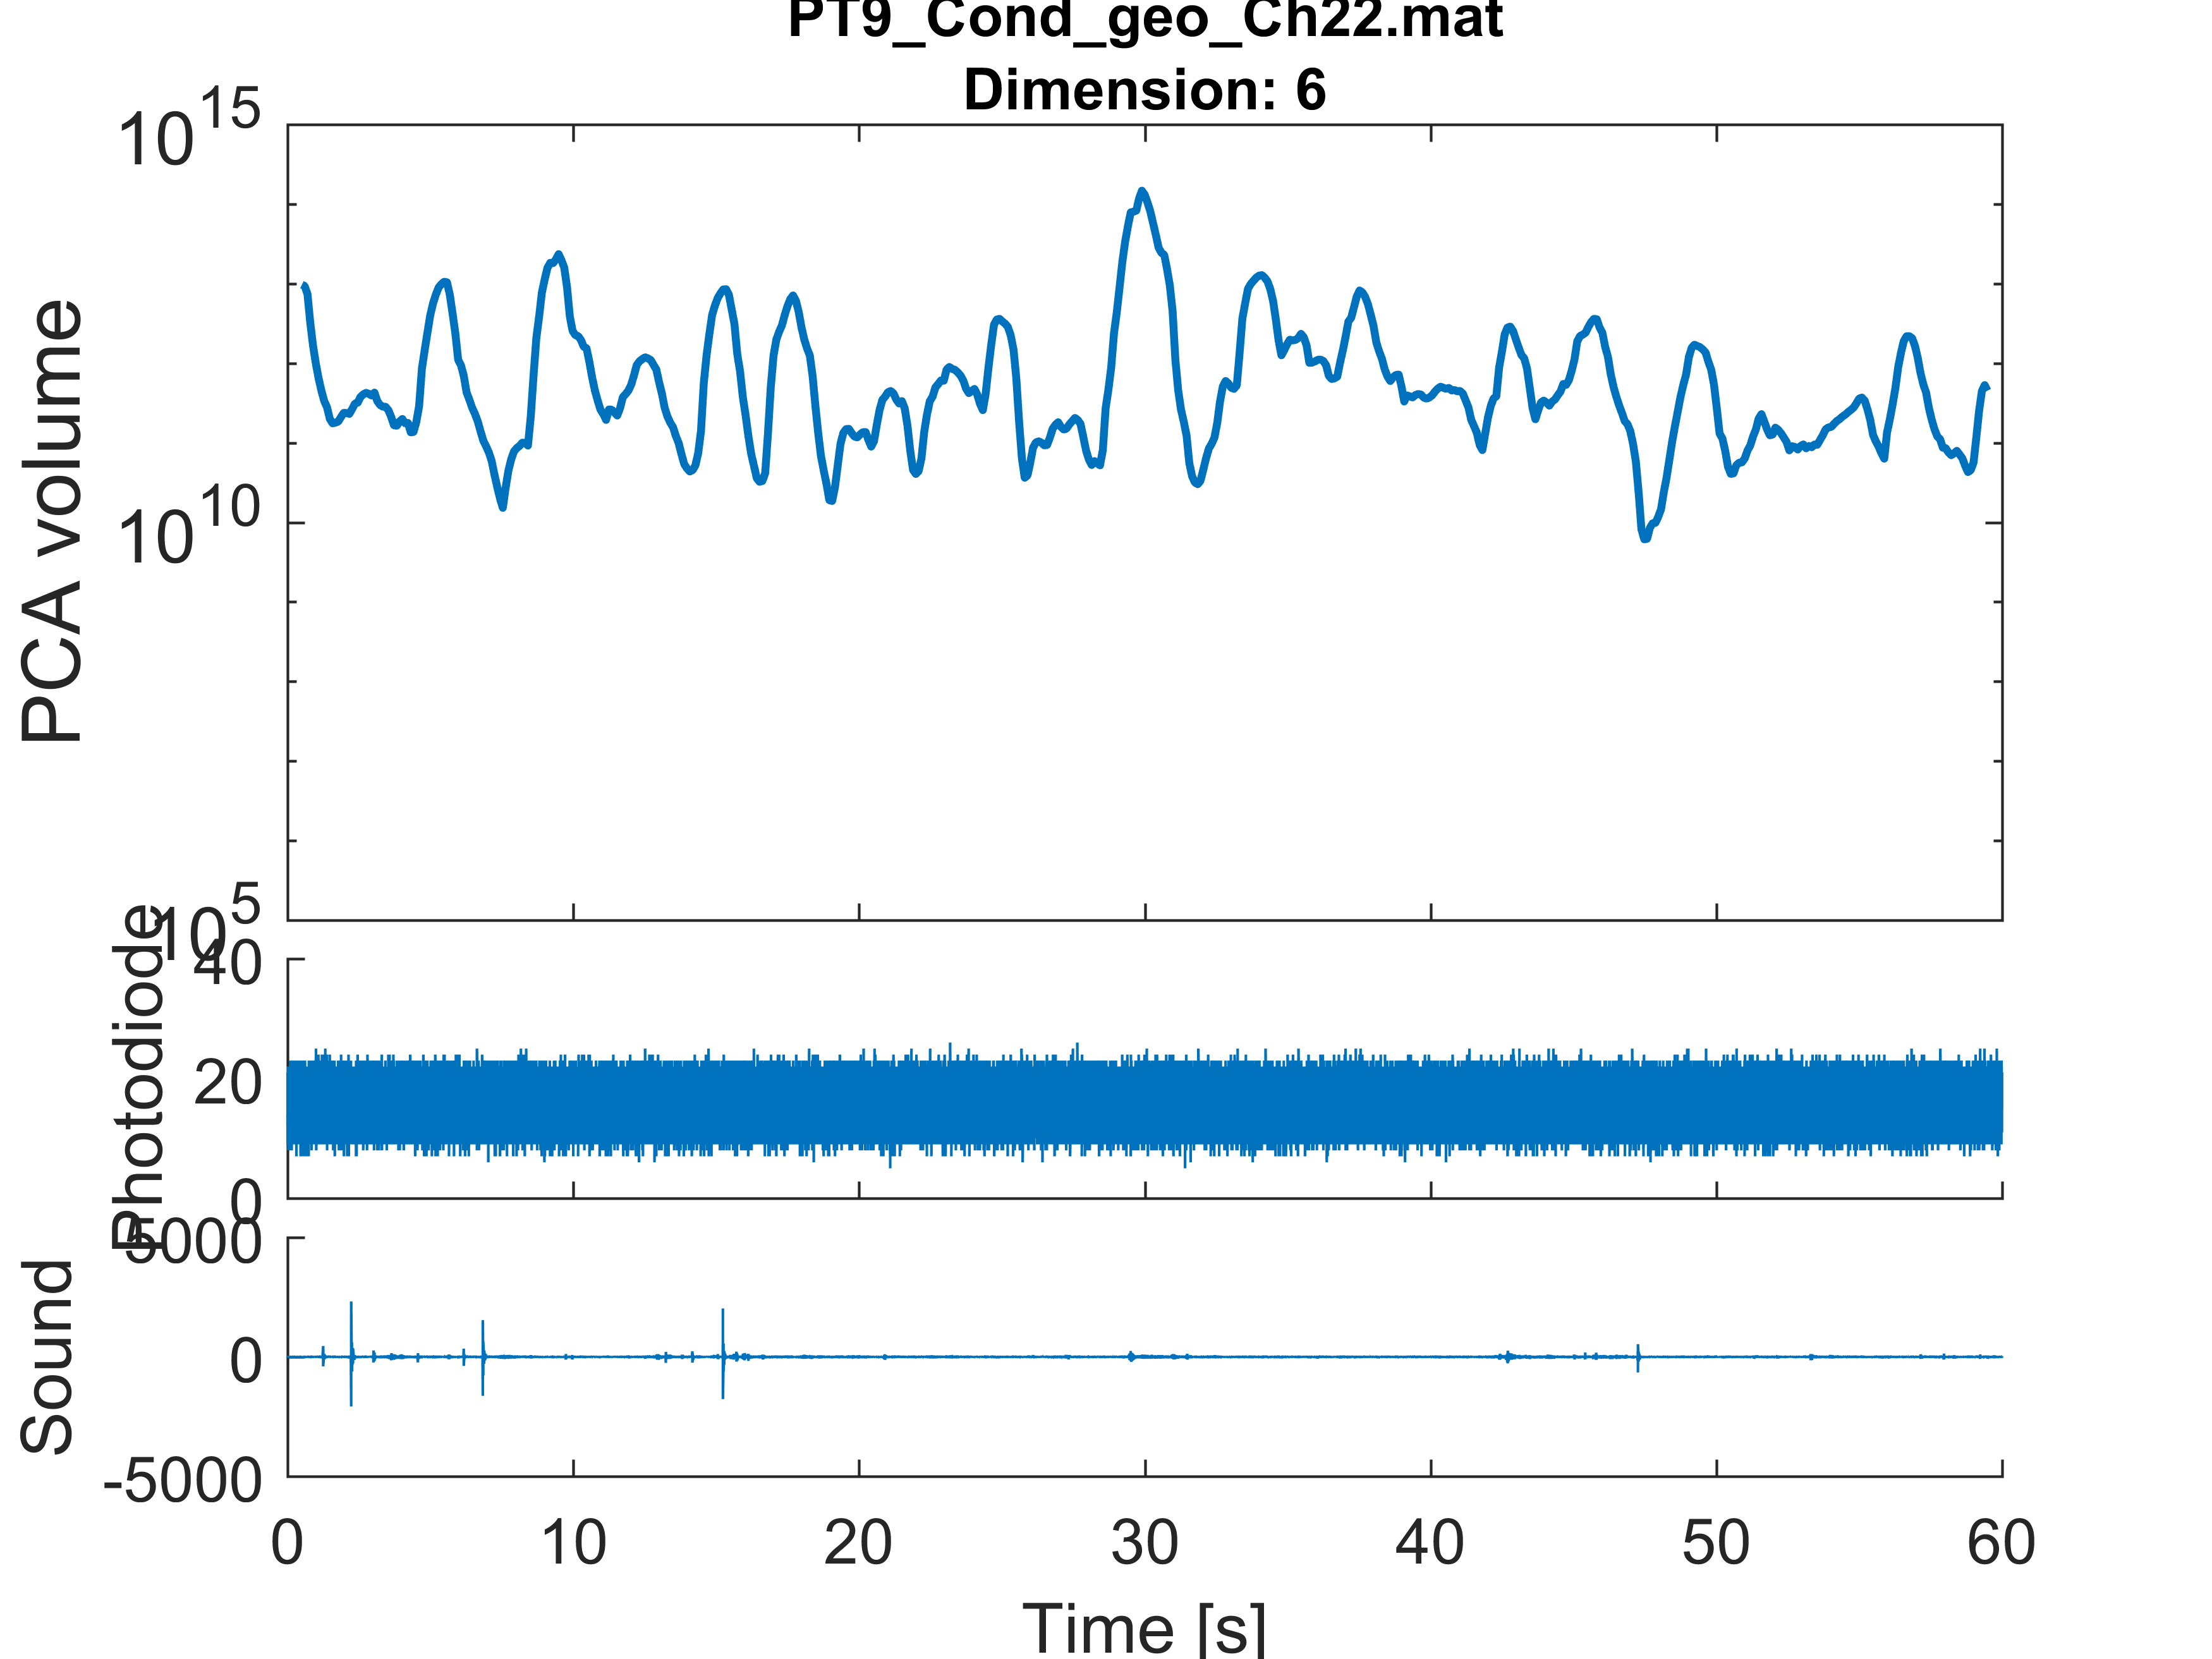 PT9_Cond_geo_Ch22.mat
Dimension: 6
10^15
10^10
10^5
PCA volume
40
20
0
Photodiode
5000
0
-5000
Sound
0 10 20 30 40 50 60
Time [s]